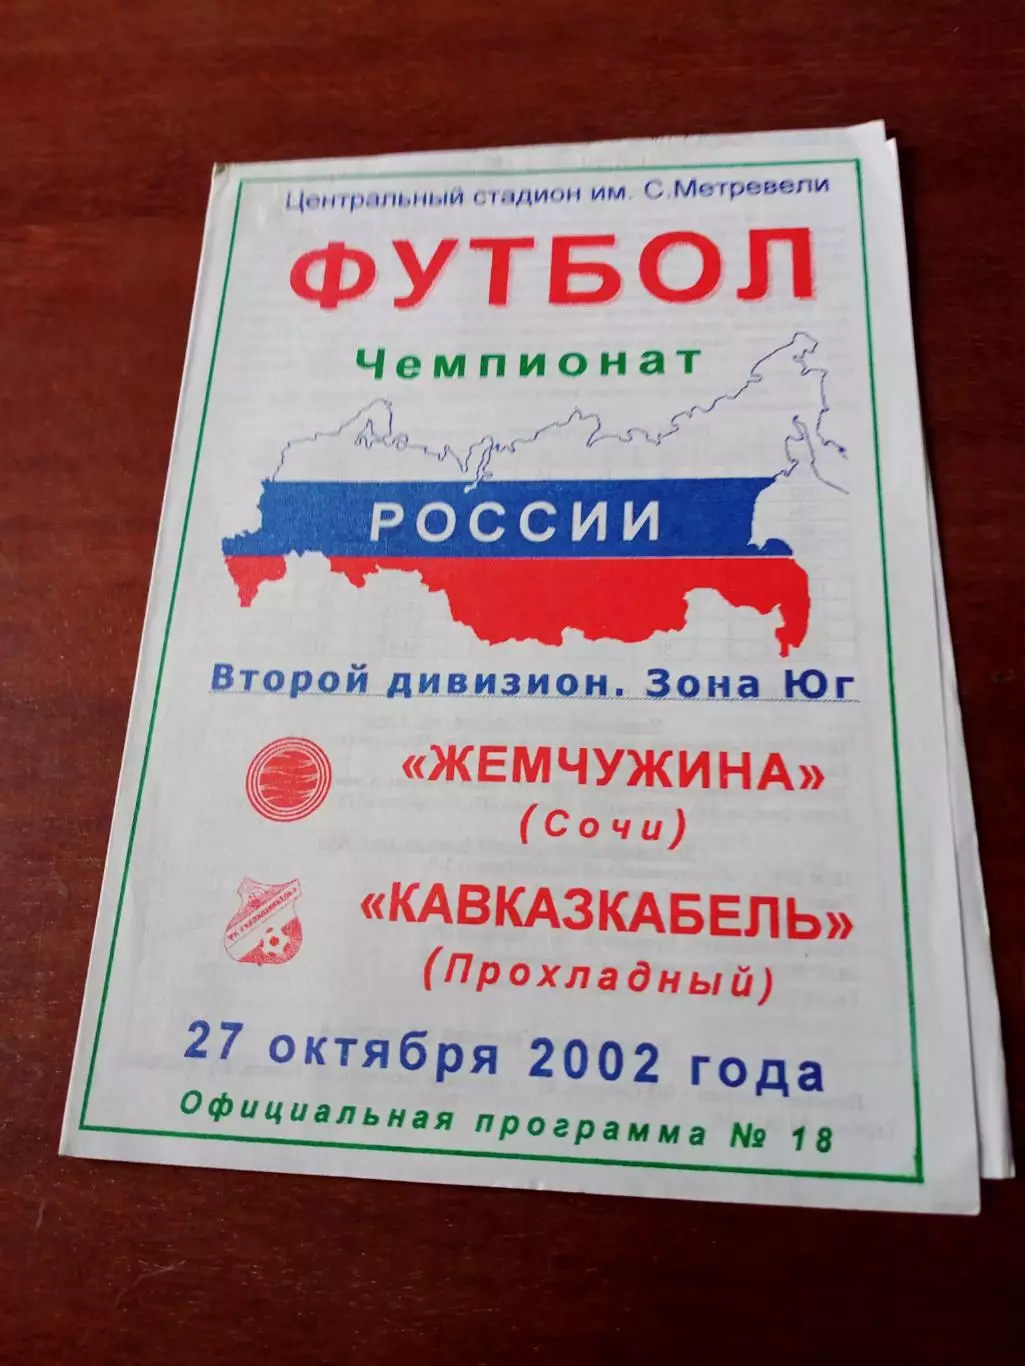 Центральный стадион им. С.Метревели
ФУТБОЛ
Чемпионат
РОССИИ
Второй дивизион. Зона Юг
«ЖЕМЧУЖИНА»
(Сочи)
«КАВКАЗКАБЕЛЬ»
(Прохладный)
27 октября 2002 года
Официальная программа № 18